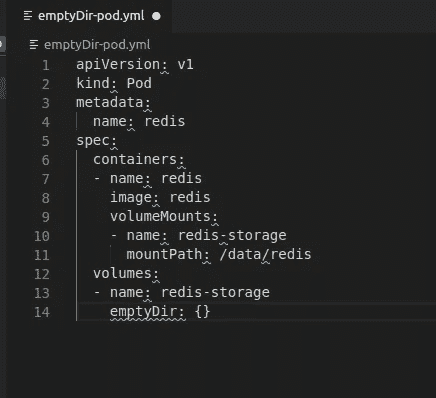 emptyDir-pod.yml
emptyDir-pod.yml
1 apiVersion: v1
2 kind: Pod
3 metadata:
4   name: redis
5 spec:
6   containers:
7   - name: redis
8     image: redis
9     volumeMounts:
10     - name: redis-storage
11       mountPath: /data/redis
12   volumes:
13   - name: redis-storage
14     emptyDir: {}